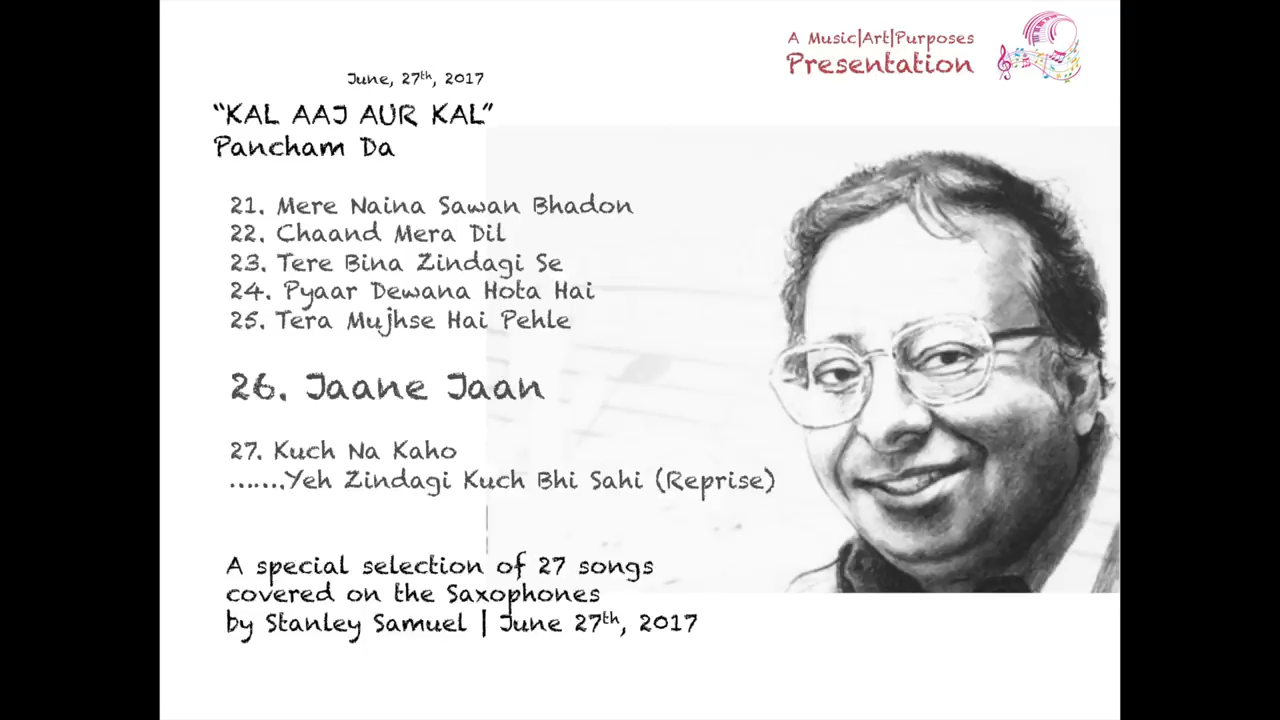 A Music|Art|Purposes
Presentation
June, 27th, 2017
“KAL AAJ AUR KAL”
Pancham Da
21. Mere Naina Sawan Bhadon
22. Chaand Mera Dil
23. Tere Bina Zindagi Se
24. Pyaar Dewana Hota Hai
25. Tera Mujhse Hai Pehle
26. Jaane Jaan
27. Kuch Na Kaho
…….Yeh Zindagi Kuch Bhi Sahi (Reprise)
A special selection of 27 songs
covered on the Saxophones
by Stanley Samuel | June 27th, 2017